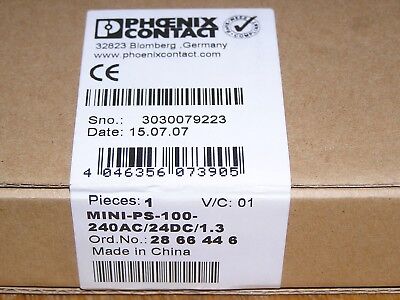 PHŒNIX
CONTACT
32823 Blomberg .Germany
www.phoenixcontact.com
CE
Sno.: 3030079223
Date: 15.07.07
4 046356 073905
Pieces: 1 V/C: 01
MINI-PS-100-
240AC/24DC/1.3
Ord.No.: 28 66 44 6
Made in China